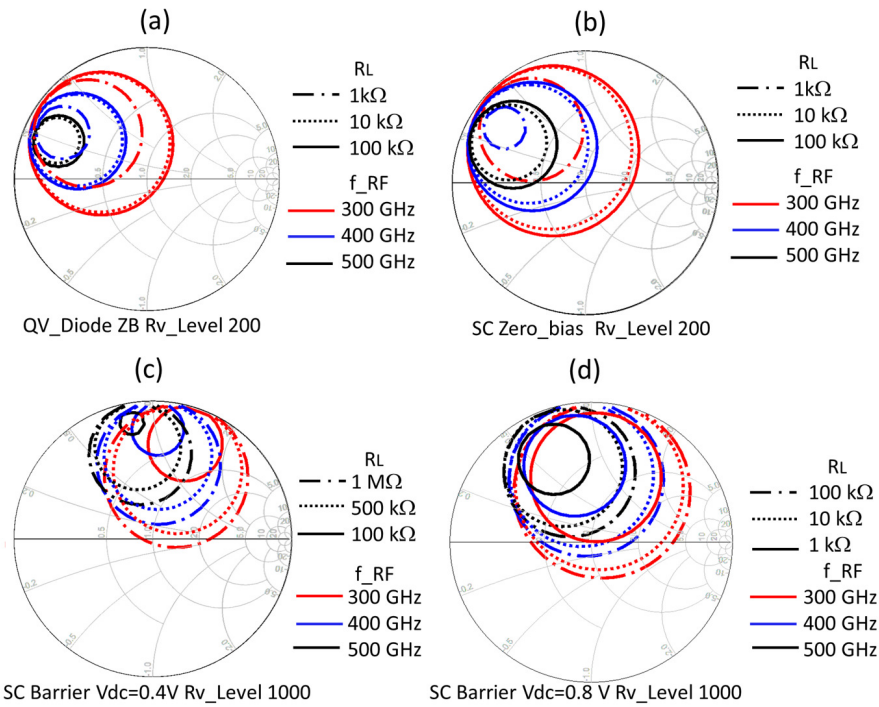 (a)
RL
1kΩ
10 kΩ
100 kΩ
f_RF
300 GHz
400 GHz
500 GHz
QV_Diode ZB Rv_Level 200
(b)
RL
1kΩ
10 kΩ
100 kΩ
f_RF
300 GHz
400 GHz
500 GHz
SC Zero_bias Rv_Level 200
(c)
RL
1 MΩ
500 kΩ
100 kΩ
f_RF
300 GHz
400 GHz
500 GHz
SC Barrier Vdc=0.4V Rv_Level 1000
(d)
RL
100 kΩ
10 kΩ
1 kΩ
f_RF
300 GHz
400 GHz
500 GHz
SC Barrier Vdc=0.8 V Rv_Level 1000